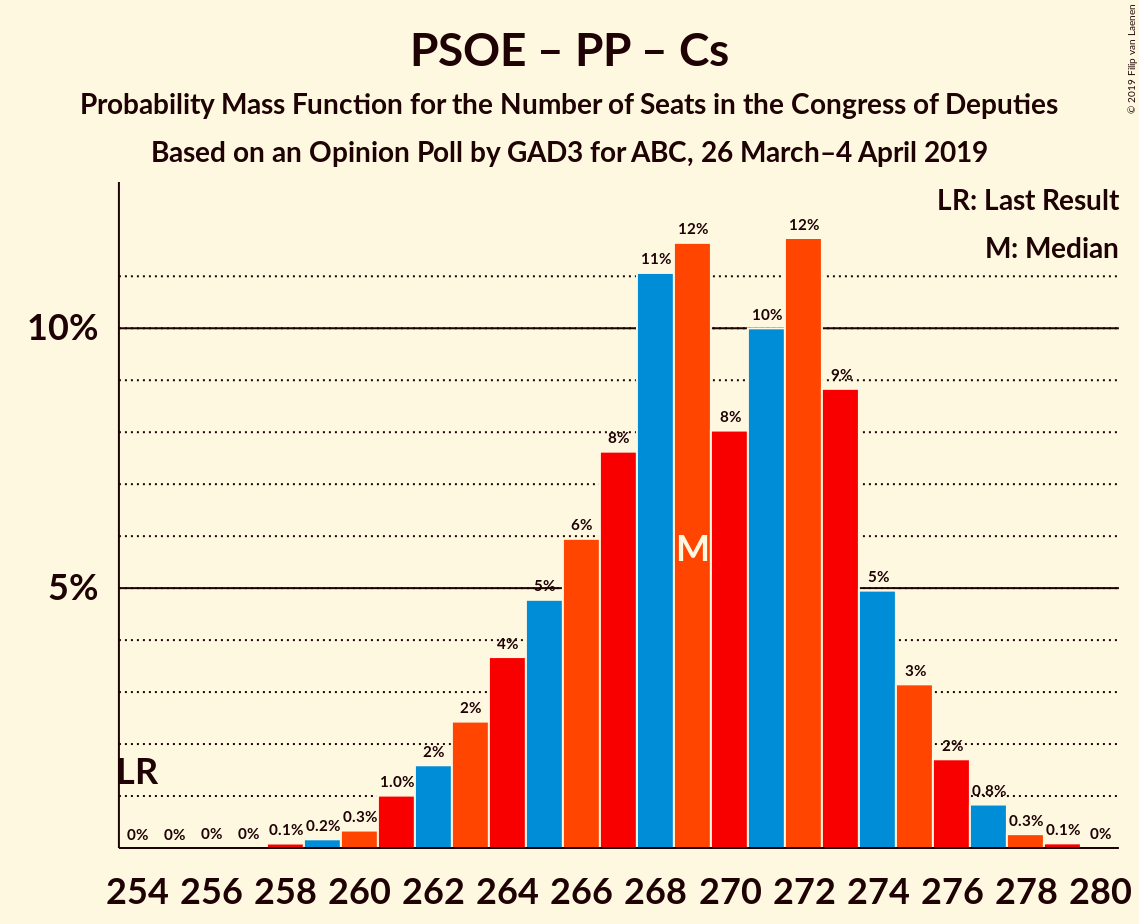 PSOE – PP – Cs
Probability Mass Function for the Number of Seats in the Congress of Deputies
Based on an Opinion Poll by GAD3 for ABC, 26 March–4 April 2019
© 2019 Filip van Laenen
LR: Last Result
M: Median
10%
5%
LR
M
0% 0% 0% 0% 0.1% 0.2% 0.3% 1.0% 2% 2% 4% 5% 6% 8% 11% 12% 8% 10% 12% 9% 5% 3% 2% 0.8% 0.3% 0.1% 0%
254 256 258 260 262 264 266 268 270 272 274 276 278 280